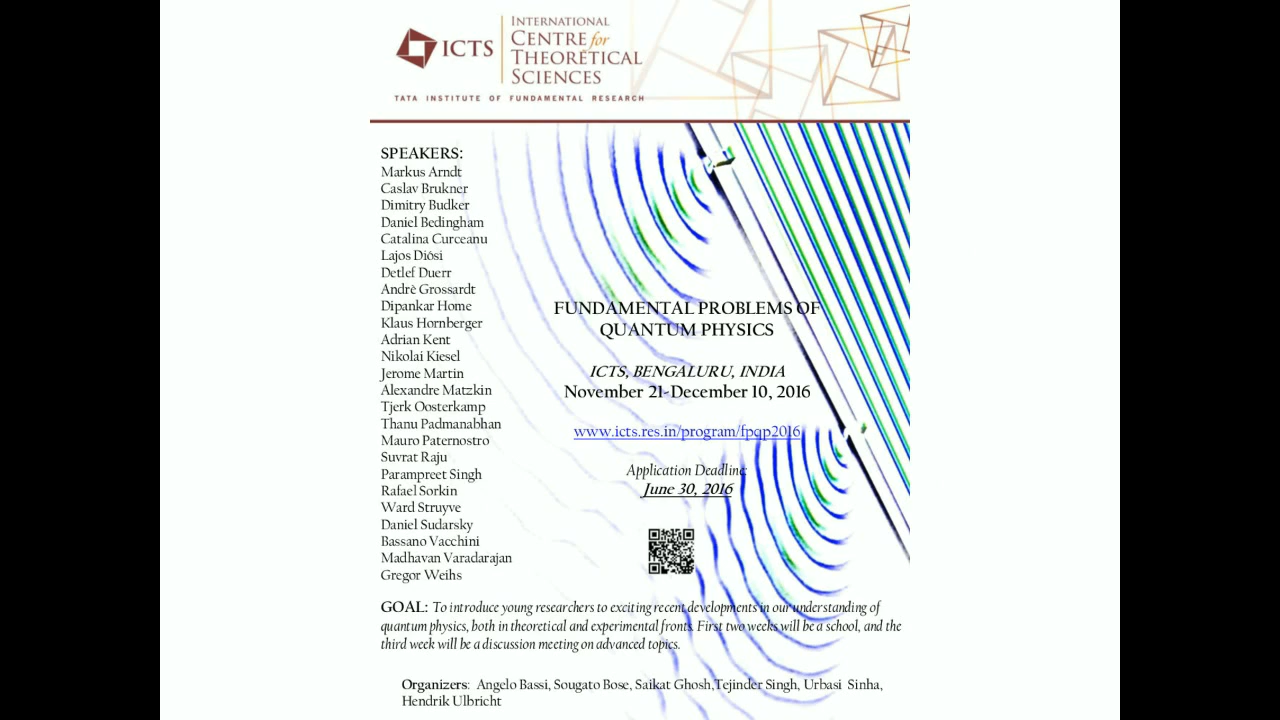 ICTS
INTERNATIONAL
CENTRE for
THEORETICAL
SCIENCES
TATA INSTITUTE OF FUNDAMENTAL RESEARCH
SPEAKERS:
Markus Arndt
Caslav Brukner
Dimitry Budker
Daniel Bedingham
Catalina Curceanu
Lajos Diósi
Detlef Duerr
Andrè Grossardt
Dipankar Home
Klaus Hornberger
Adrian Kent
Nikolai Kiesel
Jerome Martin
Alexandre Matzkin
Tjerk Oosterkamp
Thanu Padmanabhan
Mauro Paternostro
Suvrat Raju
Parampreet Singh
Rafael Sorkin
Ward Struyve
Daniel Sudarsky
Bassano Vacchini
Madhavan Varadarajan
Gregor Weihs
FUNDAMENTAL PROBLEMS OF
QUANTUM PHYSICS
ICTS, BENGALURU, INDIA
November 21-December 10, 2016
www.icts.res.in/program/fpqp2016
Application Deadline:
June 30, 2016
GOAL: To introduce young researchers to exciting recent developments in our understanding of
quantum physics, both in theoretical and experimental fronts. First two weeks will be a school, and the
third week will be a discussion meeting on advanced topics.
Organizers: Angelo Bassi, Sougato Bose, Saikat Ghosh,Tejinder Singh, Urbasi Sinha,
Hendrik Ulbricht